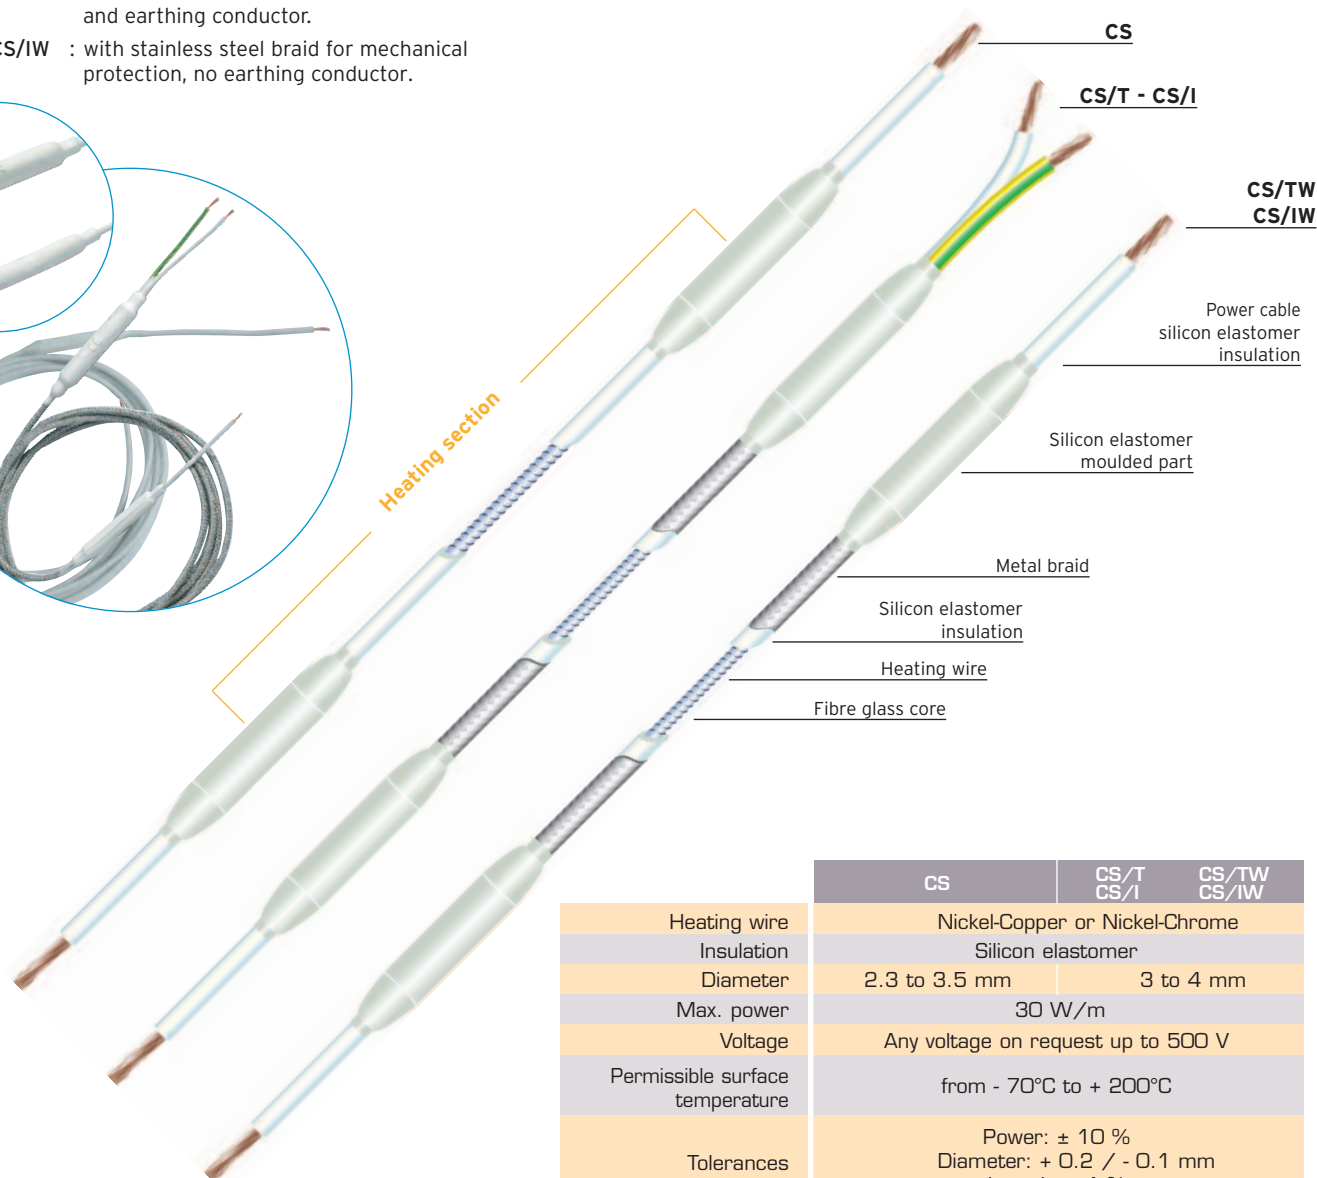 and earthing conductor.
CS/IW : with stainless steel braid for mechanical
protection, no earthing conductor.
CS
CS/T - CS/I
CS/TW
CS/IW
Power cable
silicon elastomer
insulation
Silicon elastomer
moulded part
Heating section
Metal braid
Silicon elastomer
insulation
Heating wire
Fibre glass core
CS CS/T CS/TW
CS/I CS/IW
Heating wire Nickel-Copper or Nickel-Chrome
Insulation Silicon elastomer
Diameter 2.3 to 3.5 mm 3 to 4 mm
Max. power 30 W/m
Voltage Any voltage on request up to 500 V
Permissible surface
temperature from - 70°C to + 200°C
Power: ± 10 %
Tolerances Diameter: + 0.2 / - 0.1 mm